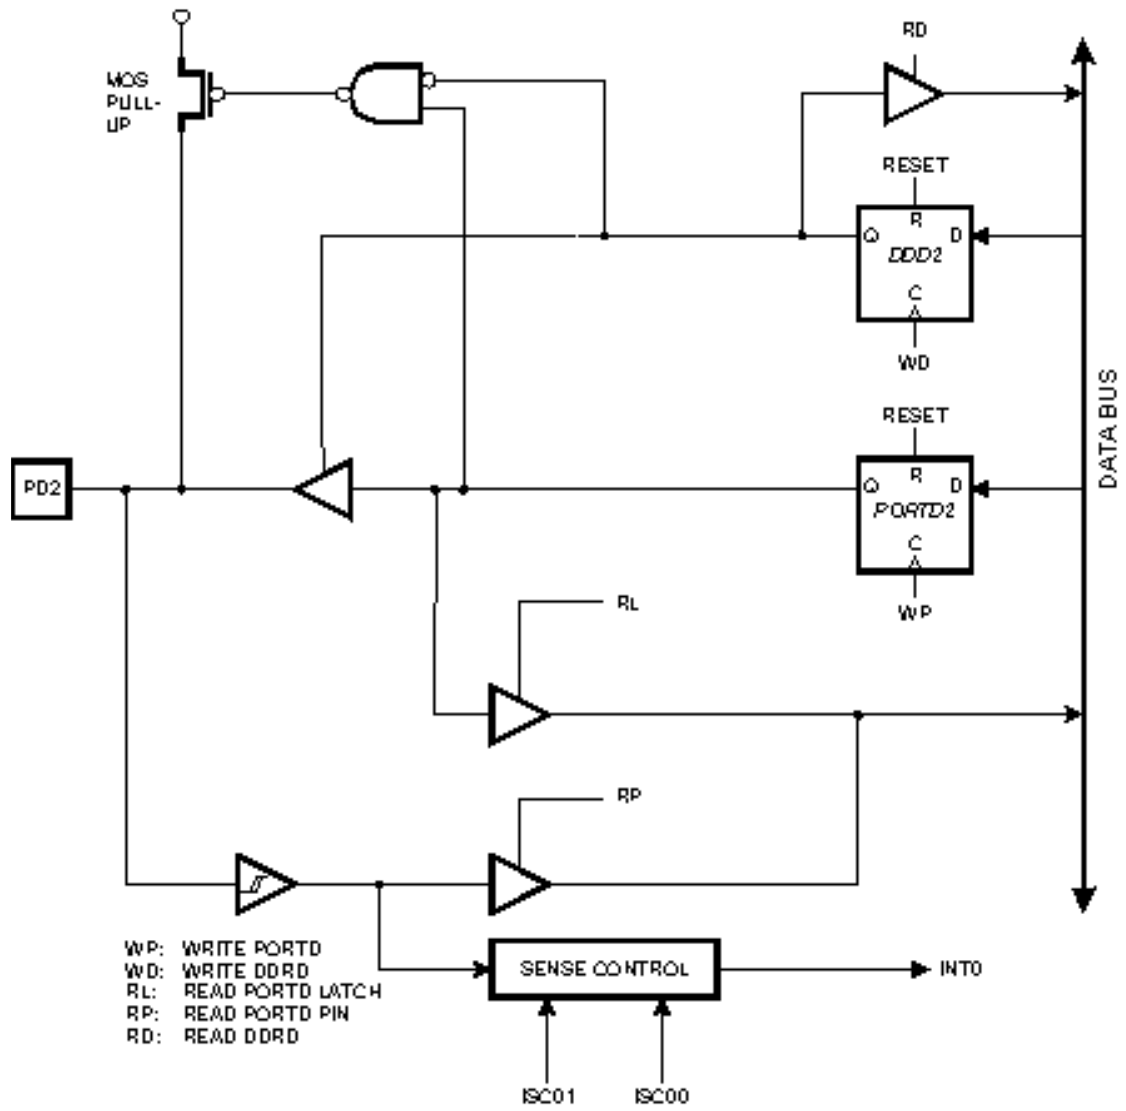 RD
MOS
PULL-
UP
RESET
R
Q
D
DDD2
C
WD
RESET
DATA BUS
R
PD2
Q
D
PORTD2
C
WP
RL
RP
WP: WRITE PORTD
WD: WRITE DDRD
RL: READ PORTD LATCH
RP: READ PORTD PIN
RD: READ DDRD
SENSE CONTROL
INT0
ISC01
ISC00